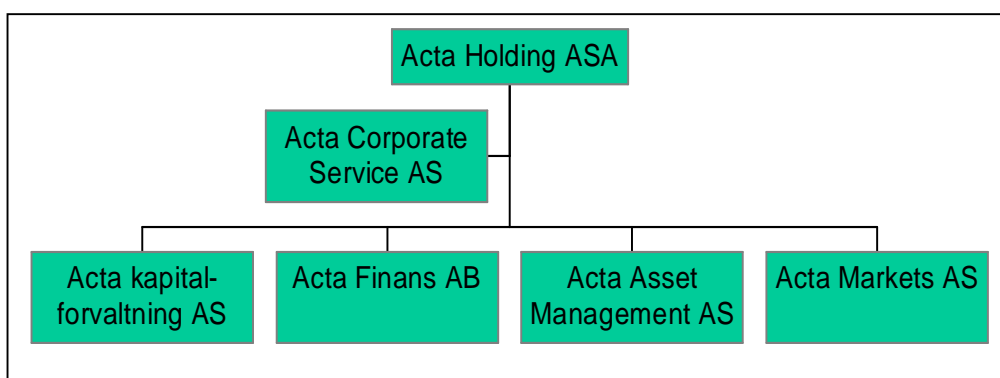 Acta Holding ASA
Acta Corporate
Service AS
Acta kapital-
forvaltning AS
Acta Finans AB
Acta Asset
Management AS
Acta Markets AS